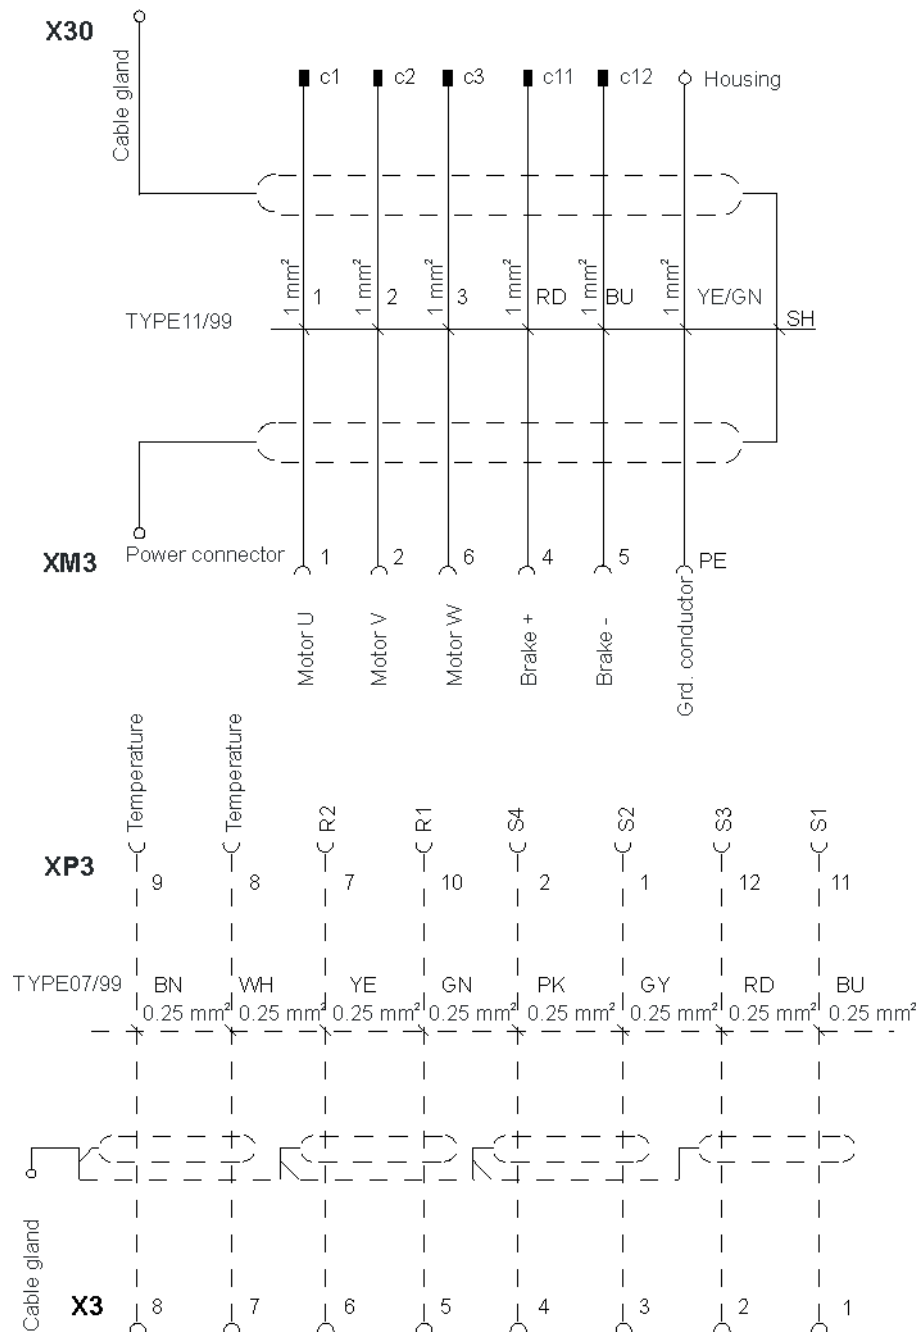 X30
Cable gland
c1 c2 c3 c11 c12 Housing
1 mm² 1 mm² 1 mm² 1 mm² 1 mm² 1 mm²
1 2 3 RD BU YE/GN
TYPE11/99
SH
XM3
Power connector
1 2 6 4 5 PE
Motor U
Motor V
Motor W
Brake +
Brake -
Grd. conductor
Temperature
Temperature
R2
R1
S4
S2
S3
S1
XP3
9 8 7 10 2 1 12 11
TYPE07/99
BN WH YE GN PK GY RD BU
0.25 mm² 0.25 mm² 0.25 mm² 0.25 mm² 0.25 mm² 0.25 mm² 0.25 mm² 0.25 mm²
Cable gland
X3
8 7 6 5 4 3 2 1